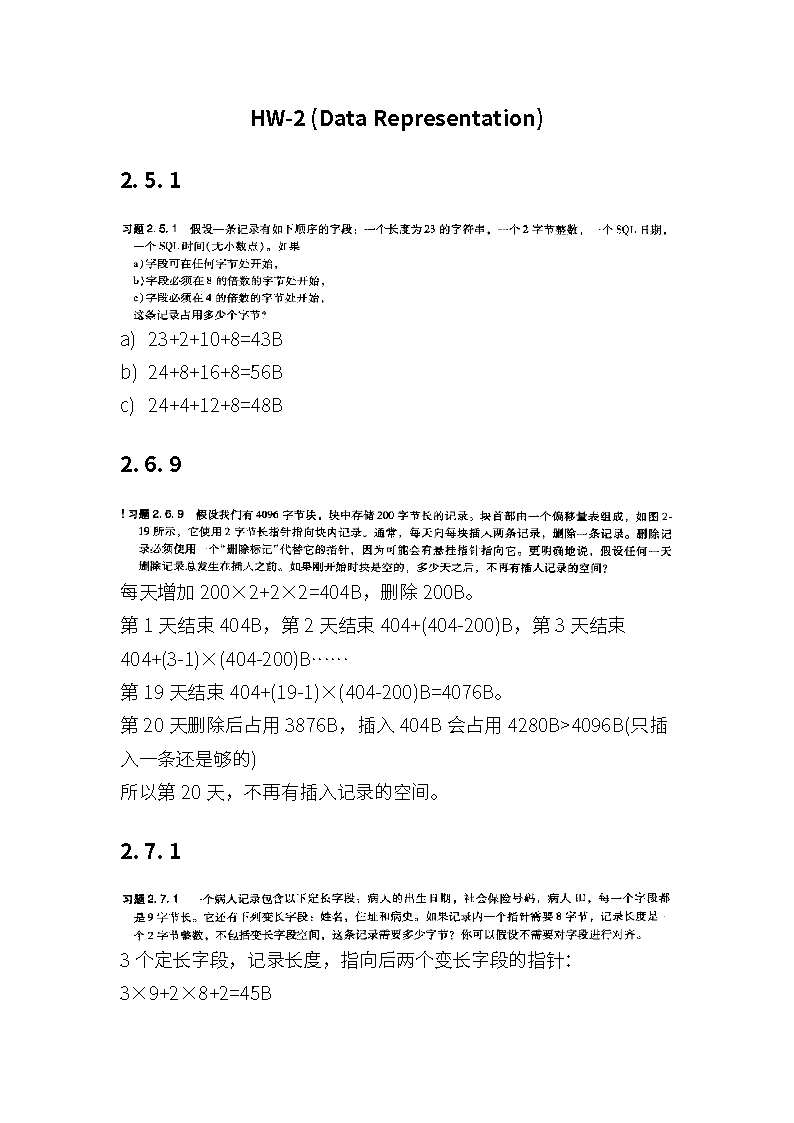 HW-2 (Data Representation)
2. 5. 1
习题 2. 5. 1 假设一条记录有如下顺序的字段：一个长度为 23 的字符串，一个 2 字节整数，一个 SQL 日期，
一个 SQL 时间(无小数点)。如果
a)字段可在任何字节处开始，
b)字段必须在 8 的倍数的字节处开始，
c)字段必须在 4 的倍数的字节处开始，
这条记录占用多少个字节?
a) 23+2+10+8=43B
b) 24+8+16+8=56B
c) 24+4+12+8=48B
2. 6. 9
! 习题 2. 6. 9 假设我们有 4096 字节块，块中存储 200 字节长的记录。块首部由一个偏移量表组成，如图 2-
19 所示，它使用 2 字节长指针指向块内记录。通常，每天向每块插入两条记录，删除一条记录。删除记
录必须使用一个“删除标记”代替它的指针，因为可能会有悬挂指针指向它。更明确地说，假设任何一天
删除记录总发生在插入之前。如果刚开始时块是空的，多少天之后，不再有插入记录的空间?
每天增加 200×2+2×2=404B，删除 200B。
第 1 天结束 404B，第 2 天结束 404+(404-200)B，第 3 天结束
404+(3-1)×(404-200)B……
第 19 天结束 404+(19-1)×(404-200)B=4076B。
第 20 天删除后占用 3876B，插入 404B 会占用 4280B>4096B(只插
入一条还是够的)
所以第 20 天，不再有插入记录的空间。
2. 7. 1
习题 2. 7. 1 一个病人记录包含以下定长字段：病人的出生日期，社会保险号码，病人 ID，每一个字段都
是 9 字节长。它还有下列变长字段：姓名，住址和病史。如果记录内一个指针需要 8 字节，记录长度是一
个 2 字节整数，不包括变长字段空间，这条记录需要多少字节? 你可以假设不需要对字段进行对齐。
3 个定长字段，记录长度，指向后两个变长字段的指针：
3×9+2×8+2=45B